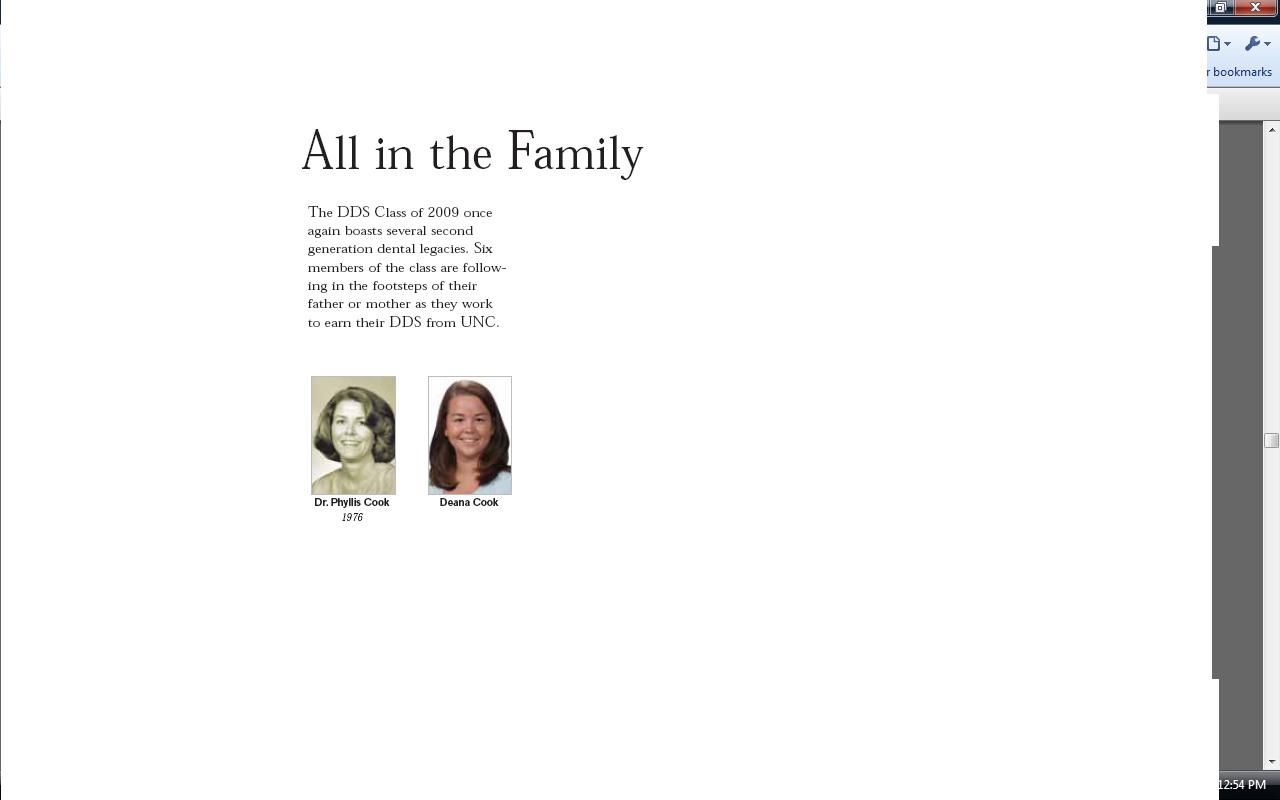 r bookmarks
All in the Family
The DDS Class of 2009 once
again boasts several second
generation dental legacies. Six
members of the class are follow-
ing in the footsteps of their
father or mother as they work
to earn their DDS from UNC.
Dr. Phyllis Cook
1976
Deana Cook
12:54 PM